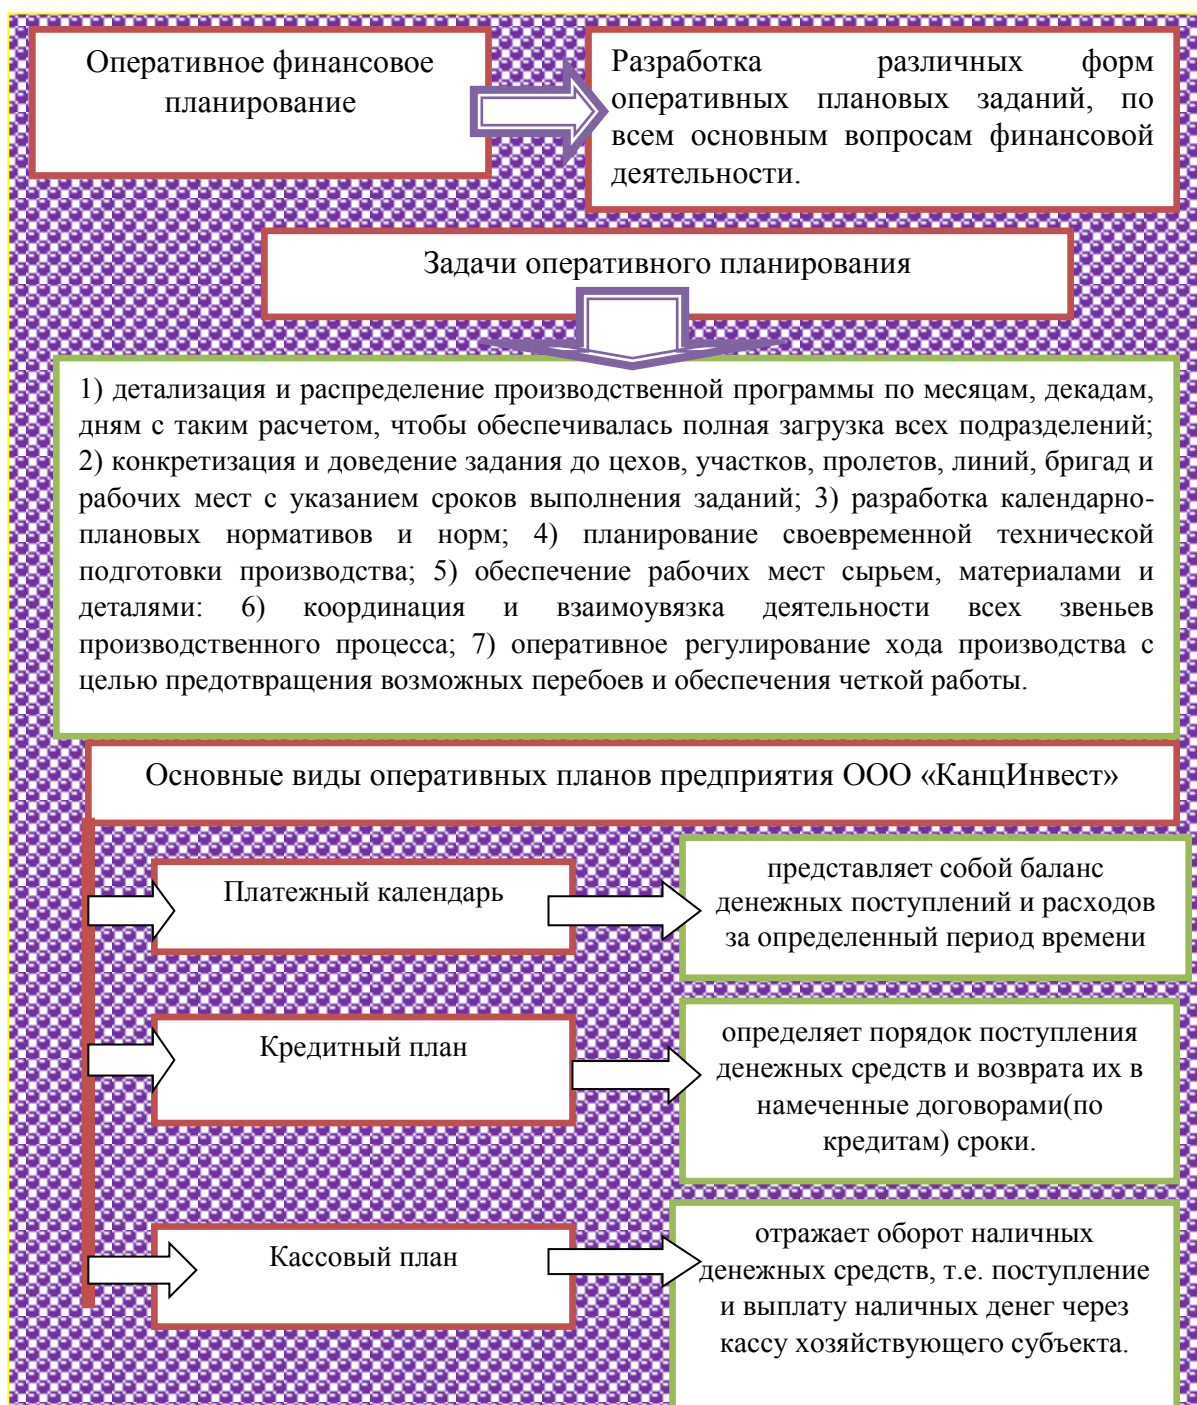 Оперативное финансовое
планирование
Разработка различных форм
оперативных плановых заданий, по
всем основным вопросам финансовой
деятельности.
Задачи оперативного планирования
1) детализация и распределение производственной программы по месяцам, декадам,
дням с таким расчетом, чтобы обеспечивалась полная загрузка всех подразделений;
2) конкретизация и доведение задания до цехов, участков, пролетов, линий, бригад и
рабочих мест с указанием сроков выполнения заданий; 3) разработка календарно-
плановых нормативов и норм; 4) планирование своевременной технической
подготовки производства; 5) обеспечение рабочих мест сырьем, материалами и
деталями: 6) координация и взаимоувязка деятельности всех звеньев
производственного процесса; 7) оперативное регулирование хода производства с
целью предотвращения возможных перебоев и обеспечения четкой работы.
Основные виды оперативных планов предприятия ООО «КанцИнвест»
Платежный календарь
представляет собой баланс
денежных поступлений и расходов
за определенный период времени
Кредитный план
определяет порядок поступления
денежных средств и возврата их в
намеченные договорами(по
кредитам) сроки.
Кассовый план
отражает оборот наличных
денежных средств, т.е. поступление
и выплату наличных денег через
кассу хозяйствующего субъекта.